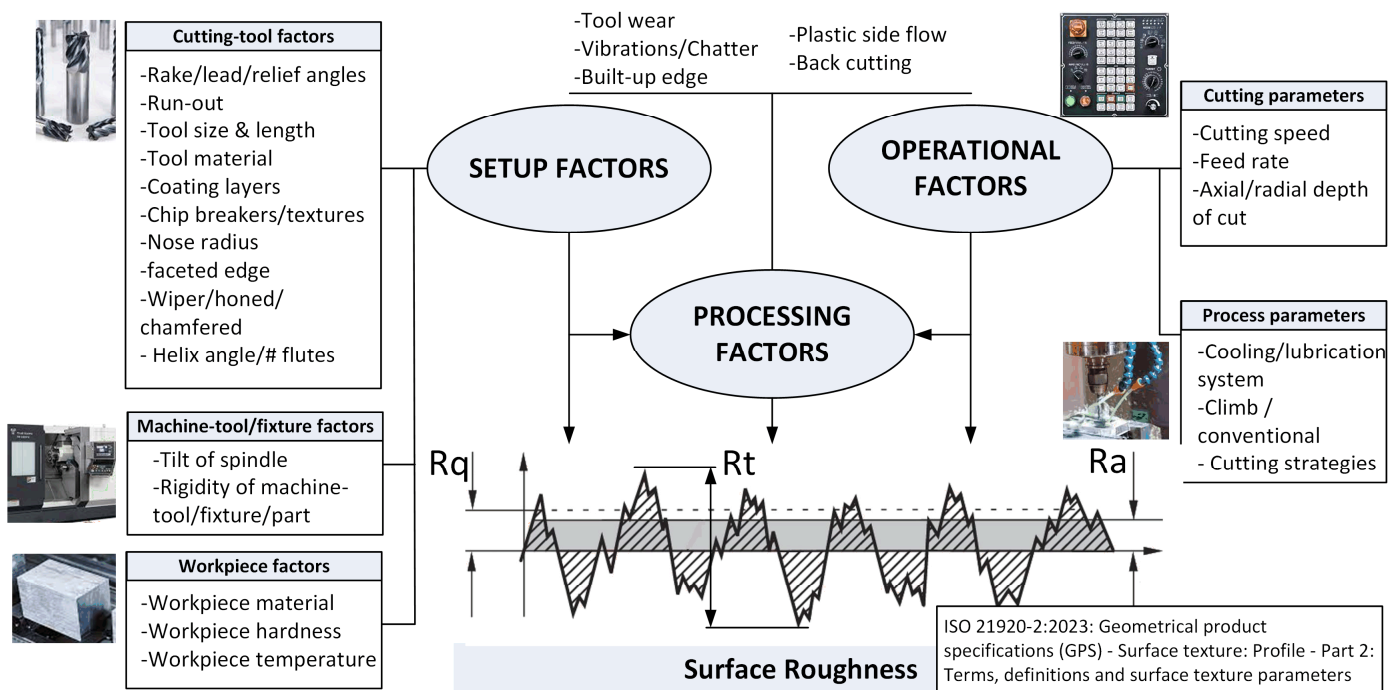 Cutting-tool factors
-Rake/lead/relief angles
-Run-out
-Tool size & length
-Tool material
-Coating layers
-Chip breakers/textures
-Nose radius
faceted edge
-Wiper/honed/
chamfered
- Helix angle/# flutes
Machine-tool/fixture factors
-Tilt of spindle
-Rigidity of machine-
tool/fixture/part
Workpiece factors
-Workpiece material
-Workpiece hardness
-Workpiece temperature
-Tool wear
-Vibrations/Chatter
-Built-up edge
-Plastic side flow
-Back cutting
SETUP FACTORS
OPERATIONAL
FACTORS
PROCESSING
FACTORS
Cutting parameters
-Cutting speed
-Feed rate
-Axial/radial depth
of cut
Process parameters
-Cooling/lubrication
system
-Climb /
conventional
- Cutting strategies
Rq
Rt
Ra
Surface Roughness
ISO 21920-2:2023: Geometrical product
specifications (GPS) - Surface texture: Profile - Part 2:
Terms, definitions and surface texture parameters